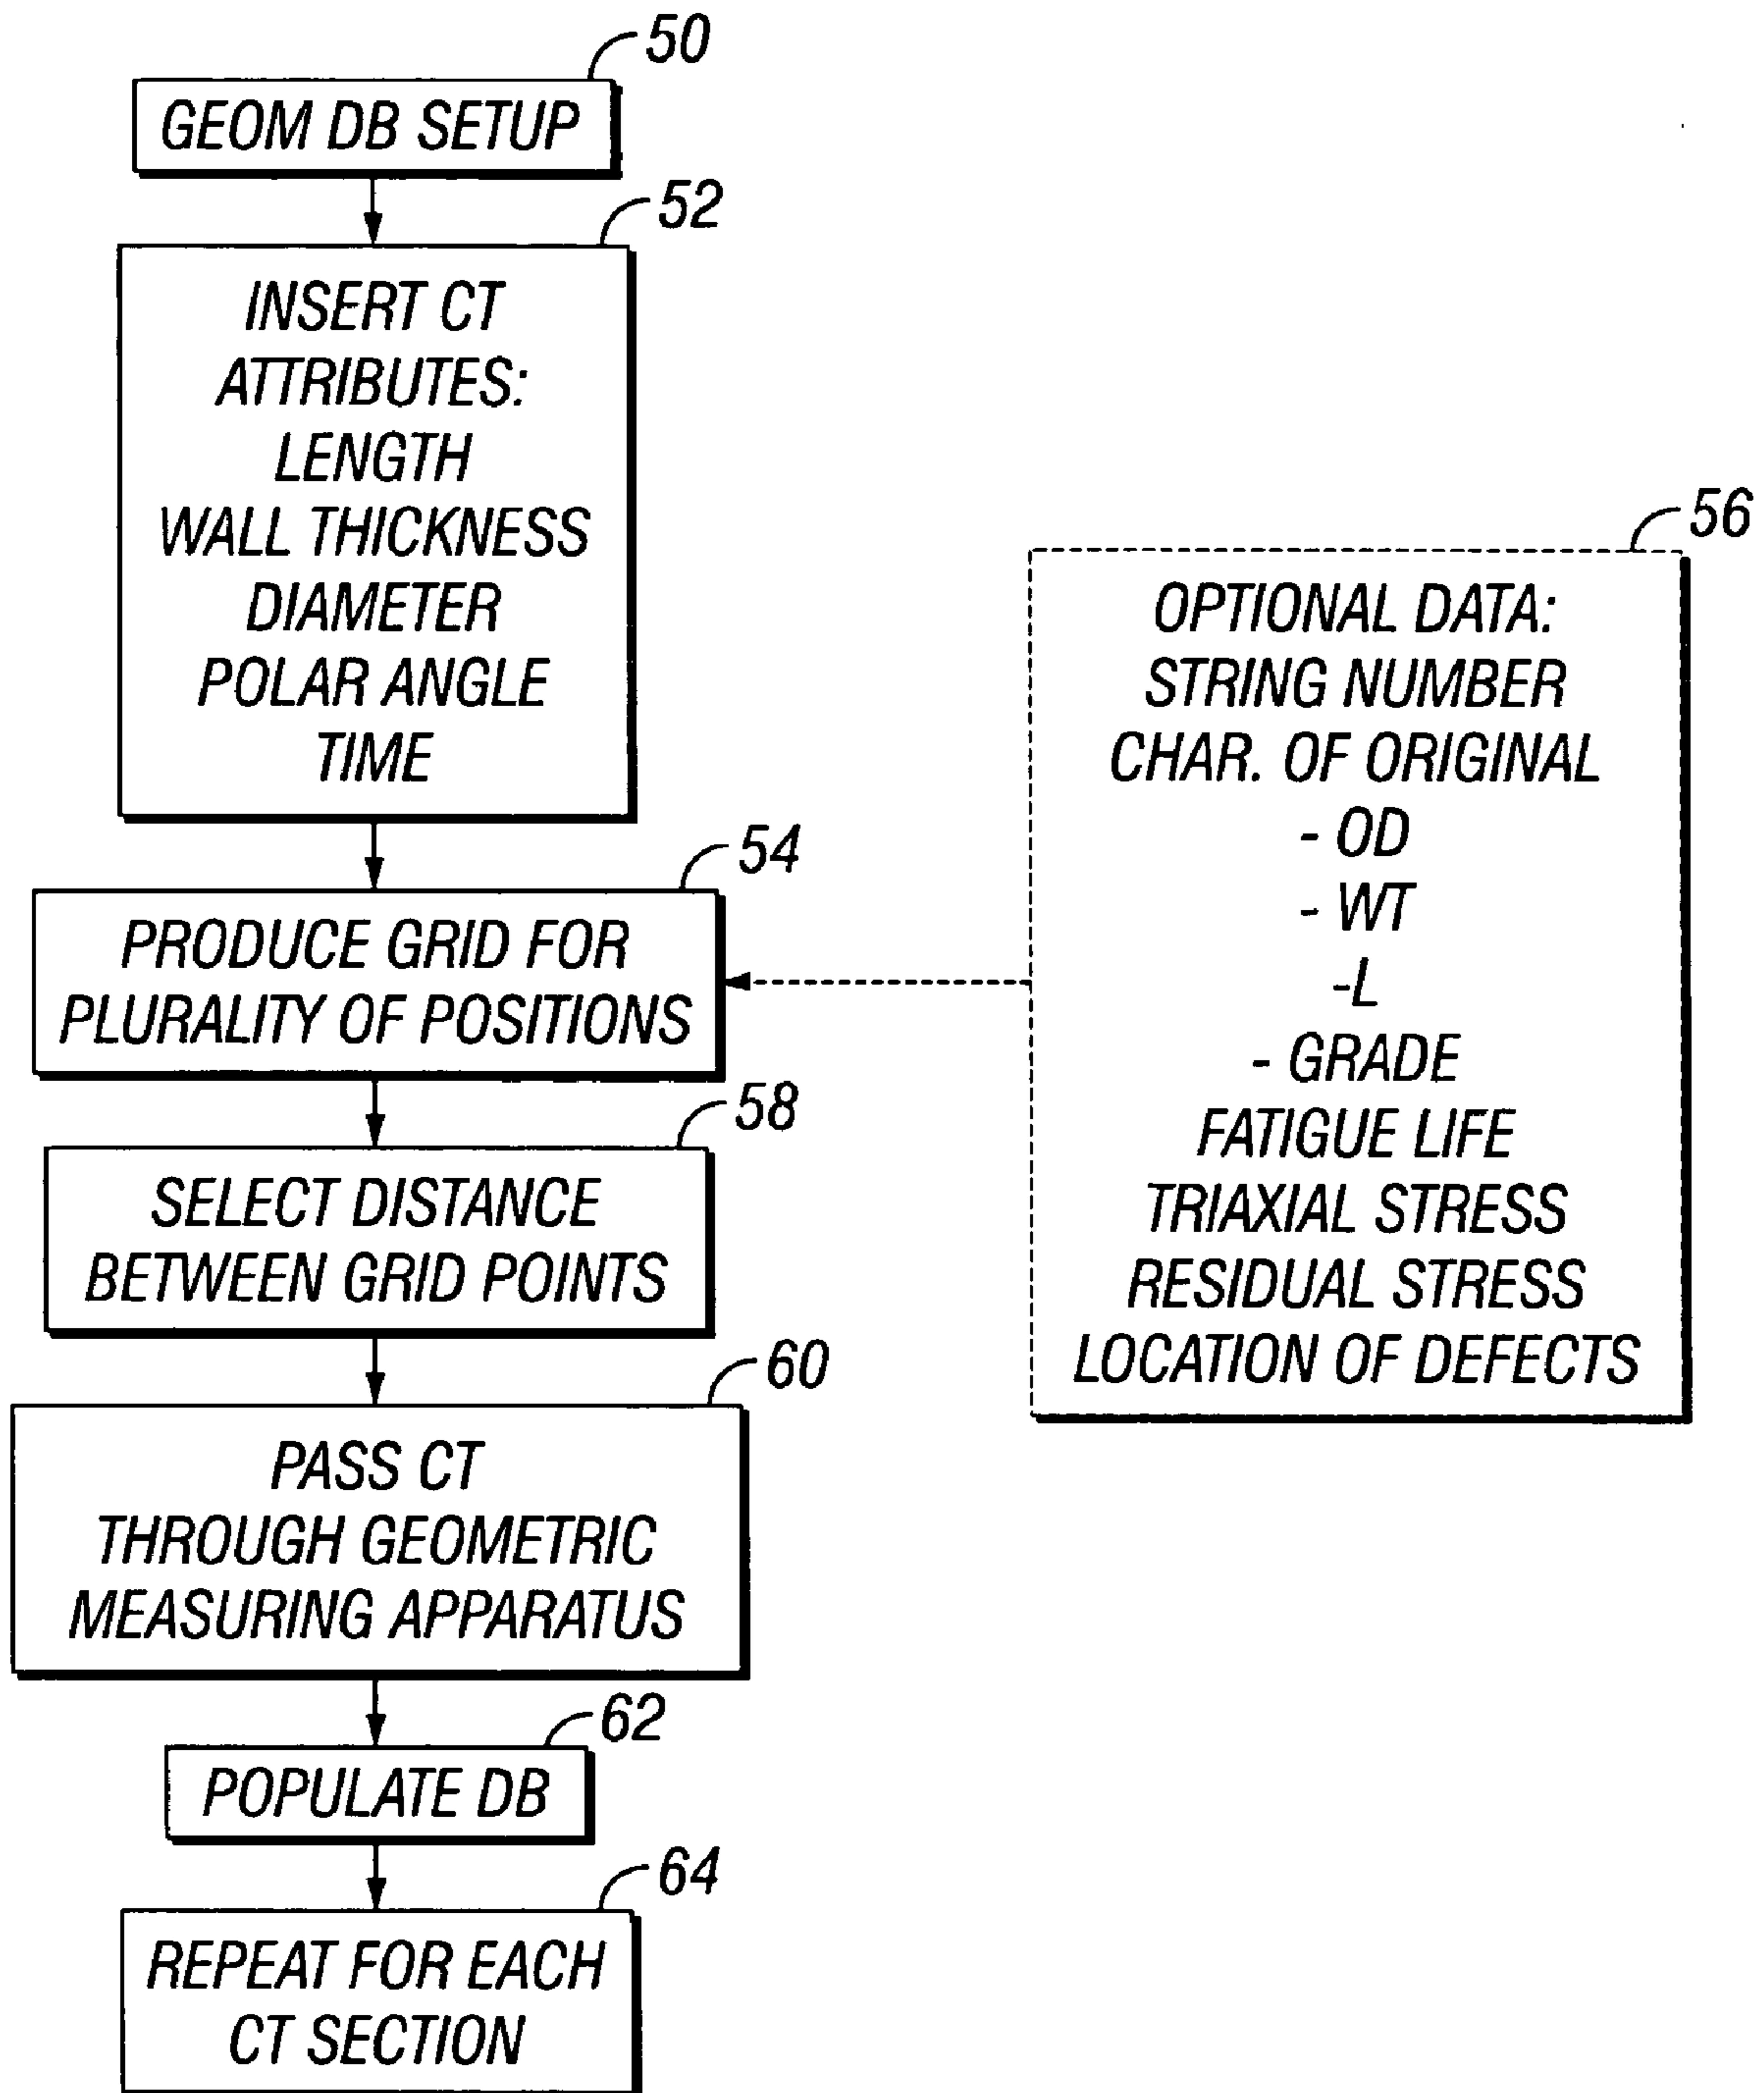 50
GEOM DB SETUP
52
INSERT CT
ATTRIBUTES:
LENGTH
WALL THICKNESS
DIAMETER
POLAR ANGLE
TIME
54
PRODUCE GRID FOR
PLURALITY OF POSITIONS
56
OPTIONAL DATA:
STRING NUMBER
CHAR. OF ORIGINAL
- OD
- WT
-L
- GRADE
FATIGUE LIFE
TRIAXIAL STRESS
RESIDUAL STRESS
LOCATION OF DEFECTS
58
SELECT DISTANCE
BETWEEN GRID POINTS
60
PASS CT
THROUGH GEOMETRIC
MEASURING APPARATUS
62
POPULATE DB
64
REPEAT FOR EACH
CT SECTION